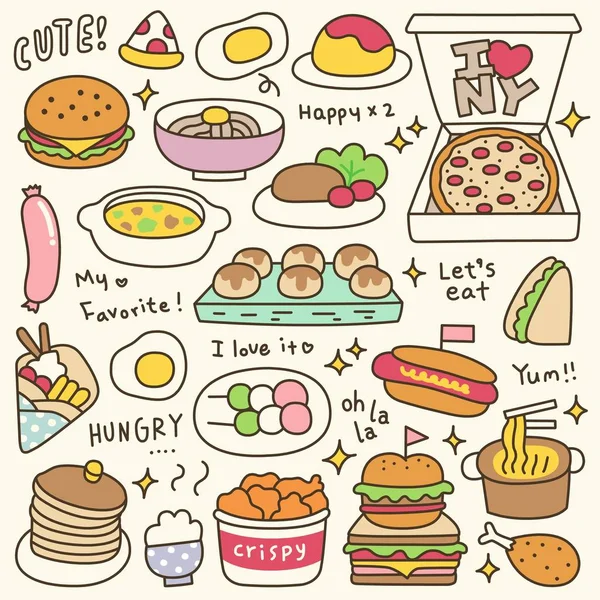 CUTE!
I ❤
NY
Happy x 2
My ♡
Favorite!
Let's
eat
I love it ♡
Yum!!
oh la
la
HUNGRY
....
crispy